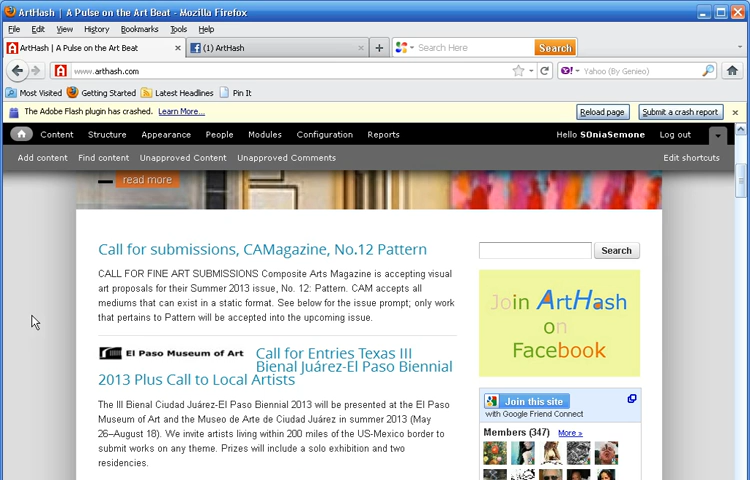 ArtHash | A Pulse on the Art Beat - Mozilla Firefox
File Edit View History Bookmarks Tools Help
ArtHash | A Pulse on the Art Beat
(1) ArtHash
Search Here
Search
www.arthash.com
Yahoo (By Genieo)
Most Visited Getting Started Latest Headlines Pin It
The Adobe Flash plugin has crashed. Learn More...
Reload page
Submit a crash report
Content Structure Appearance People Modules Configuration Reports
Hello S0niaSemone Log out
Add content Find content Unapproved Content Unapproved Comments
Edit shortcuts
read more
Call for submissions, CAMagazine, No.12 Pattern
CALL FOR FINE ART SUBMISSIONS Composite Arts Magazine is accepting visual
art proposals for their Summer 2013 issue, No. 12: Pattern. CAM accepts all
mediums that can exist in a static format. See below for the issue prompt; only work
that pertains to Pattern will be accepted into the upcoming issue.
El Paso Museum of Art
Call for Entries Texas III
Bienal Juárez-El Paso Biennial
2013 Plus Call to Local Artists
The III Bienal Ciudad Juárez-El Paso Biennial 2013 will be presented at the El Paso
Museum of Art and the Museo de Arte de Ciudad Juárez in summer 2013 (May
26–August 18). We invite artists living within 200 miles of the US-Mexico border to
submit works on any theme. Prizes will include a solo exhibition and two
residencies.
Search
Join ArtHash
on
Facebook
Join this site
with Google Friend Connect
Members (347) More »